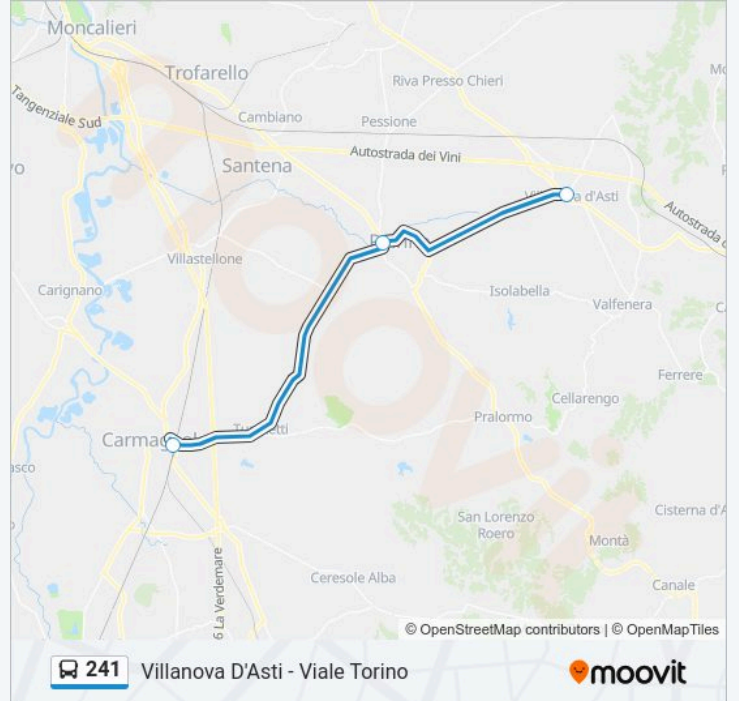 Moncalieri
Trofarello
Riva Presso Chieri
Tangenziale Sud
Cambiano
Pessione
Autostrada dei Vini
Santena
d'Asti
Autostrada
Villastellone
Carignano
Isolabella
Valfenera
Ferrere
Cellarengo
Pralormo
San Lorenzo
Roero
Cisterna
Montà
Canale
Ceresole Alba
6 La Verdemare
© OpenStreetMap contributors | © OpenMapTiles
241
Villanova D'Asti - Viale Torino
moovit